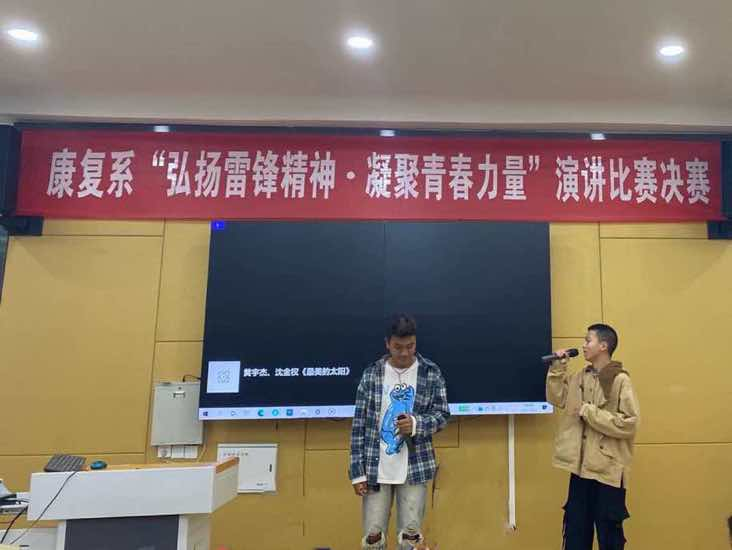 康复系“弘扬雷锋精神·凝聚青春力量”演讲比赛决赛
黄宇杰、沈金权《最美的太阳》